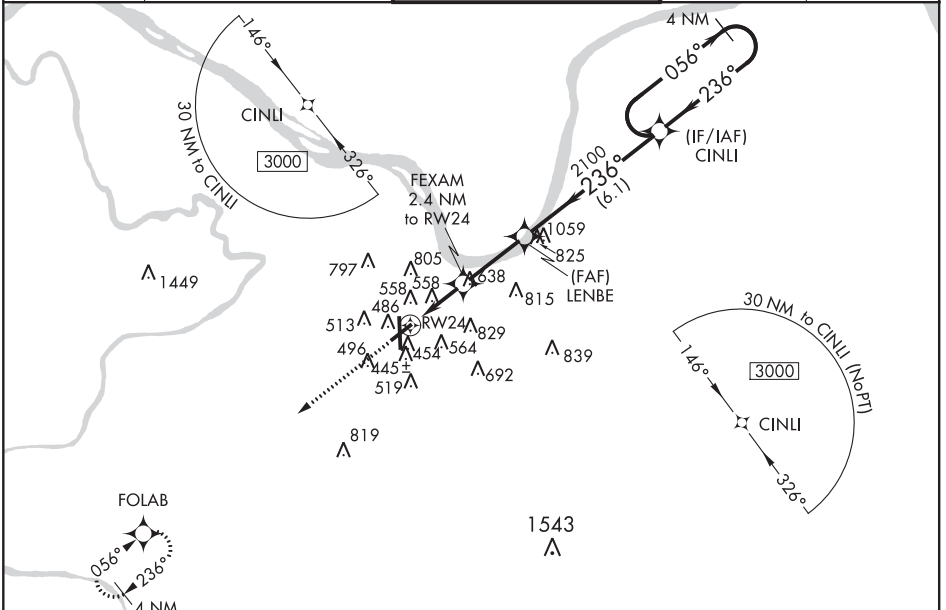 4 NM
056°
236°
146°
CINLI
3000
326°
30 NM to CINLI
(IF/IAF)
CINLI
2100
236°
(6.1)
FEXAM
2.4 NM
to RW24
1059
825
(FAF)
LENBE
1449
797
805
638
558
558
815
486
513
RW24
829
496
454
564
839
445±
692
519
819
30 NM to CINLI (NoPT)
146°
3000
CINLI
326°
FOLAB
056°
236°
4 NM
1543